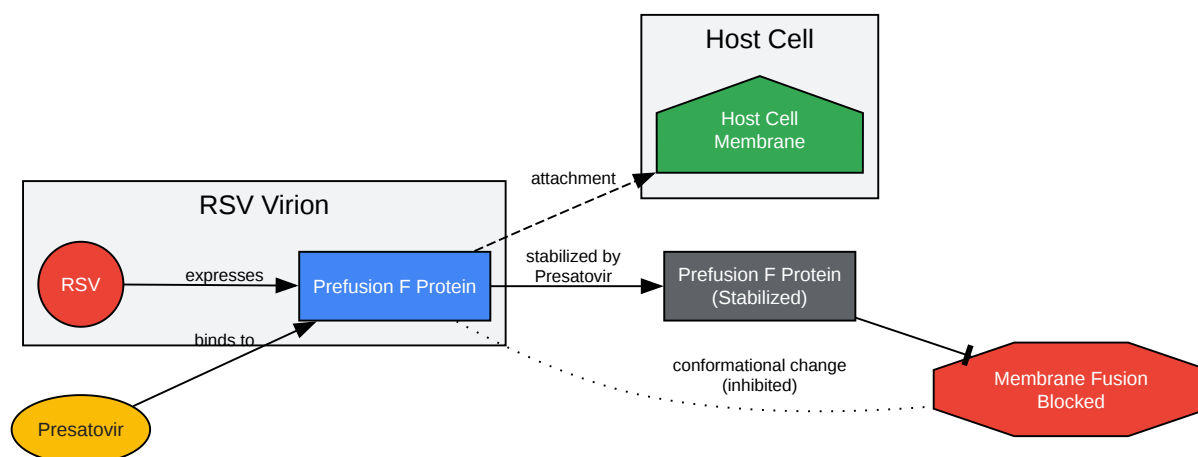 Host Cell
Host Cell
Membrane
attachment
RSV Virion
RSV
expresses
Prefusion F Protein
stabilized by
Presatovir
Prefusion F Protein
(Stabilized)
binds to
conformational change
(inhibited)
Membrane Fusion
Blocked
Presatovir